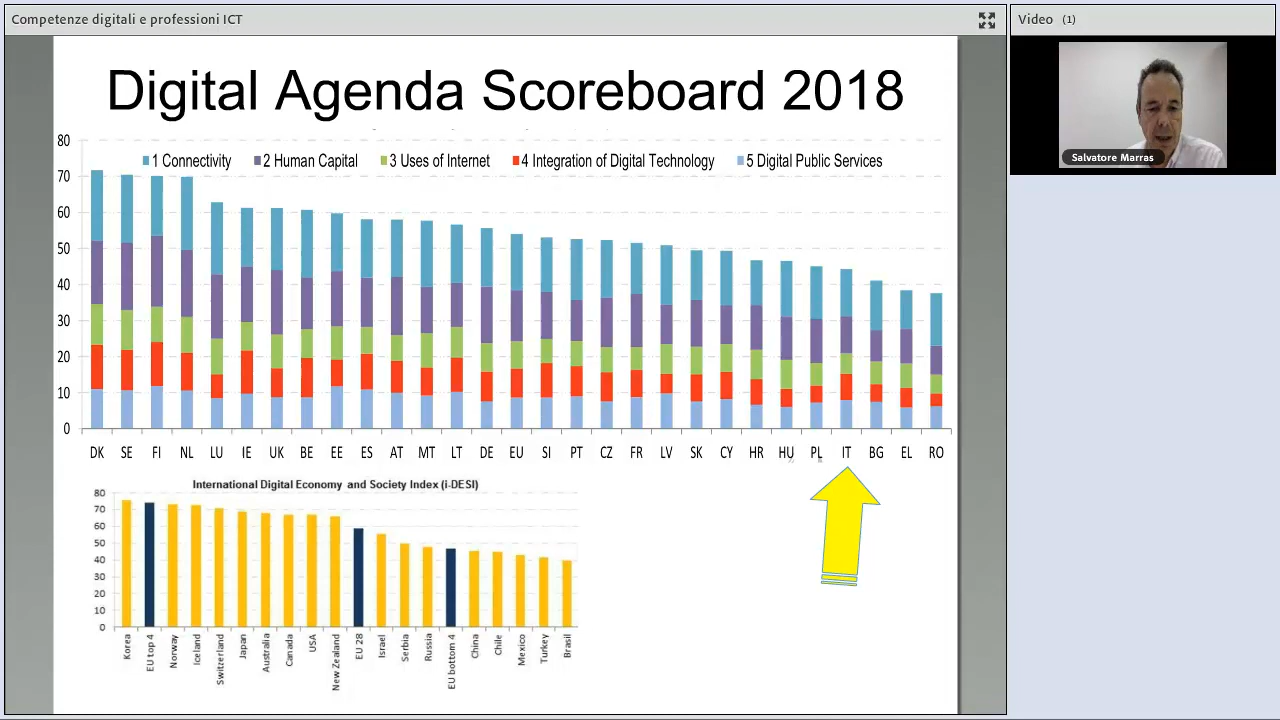 Competenze digitali e professioni ICT
Video (1)
Salvatore Marras
Digital Agenda Scoreboard 2018
1 Connectivity 2 Human Capital 3 Uses of Internet 4 Integration of Digital Technology 5 Digital Public Services
80
70
60
50
40
30
20
10
0
DK SE FI NL LU IE UK BE EE ES AT MT LT DE EU SI PT CZ FR LV SK CY HR HU PL IT BG EL RO
International Digital Economy and Society Index (i-DESI)
80
70
60
50
40
30
20
10
0
Korea
EU top 4
Norway
Iceland
Switzerland
Japan
Australia
Canada
USA
New Zealand
EU 28
Israel
Serbia
Russia
EU bottom 4
China
Chile
Mexico
Turkey
Brasil